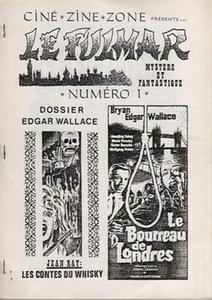 CINÉ-ZINE-ZONE PRÉSENTE...
LE FULMAR
MYSTÈRE ET
FANTASTIQUE
• NUMÉRO 1 •
DOSSIER
EDGAR WALLACE
JEAN RAY:
LES CONTES DU WHISKY
Bryan
Edgar
Wallace
Le
Bourreau
de
Londres